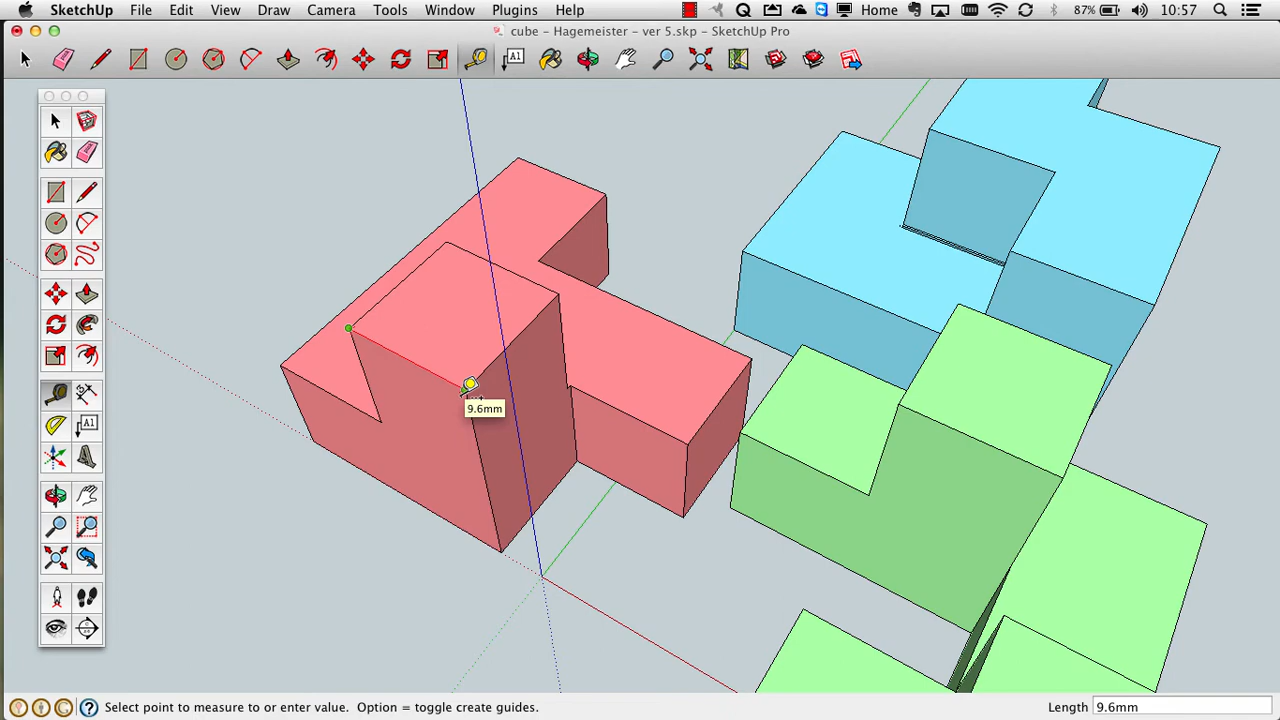 SketchUp File Edit View Draw Camera Tools Window Plugins Help Home 87% 10:57
cube - Hagemeister - ver 5.skp - SketchUp Pro
A1
A1
9.6mm
Select point to measure to or enter value. Option = toggle create guides. Length 9.6mm